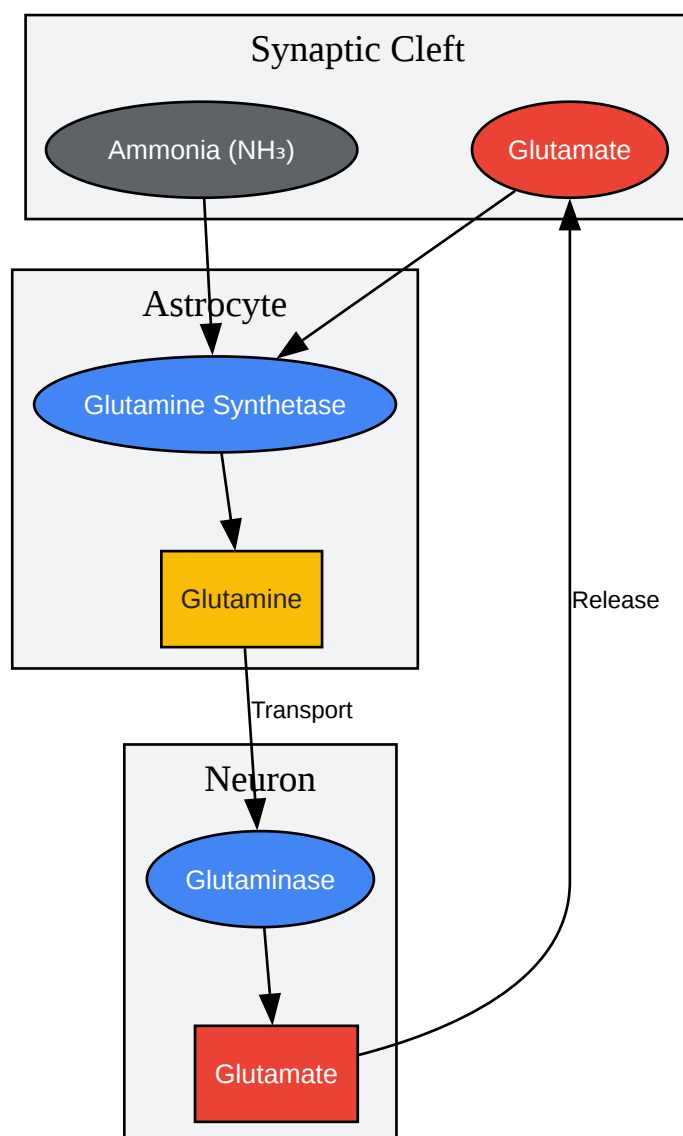 Synaptic Cleft
Ammonia (NH₃)
Glutamate
Astrocyte
Glutamine Synthetase
Glutamine
Release
Transport
Neuron
Glutaminase
Glutamate